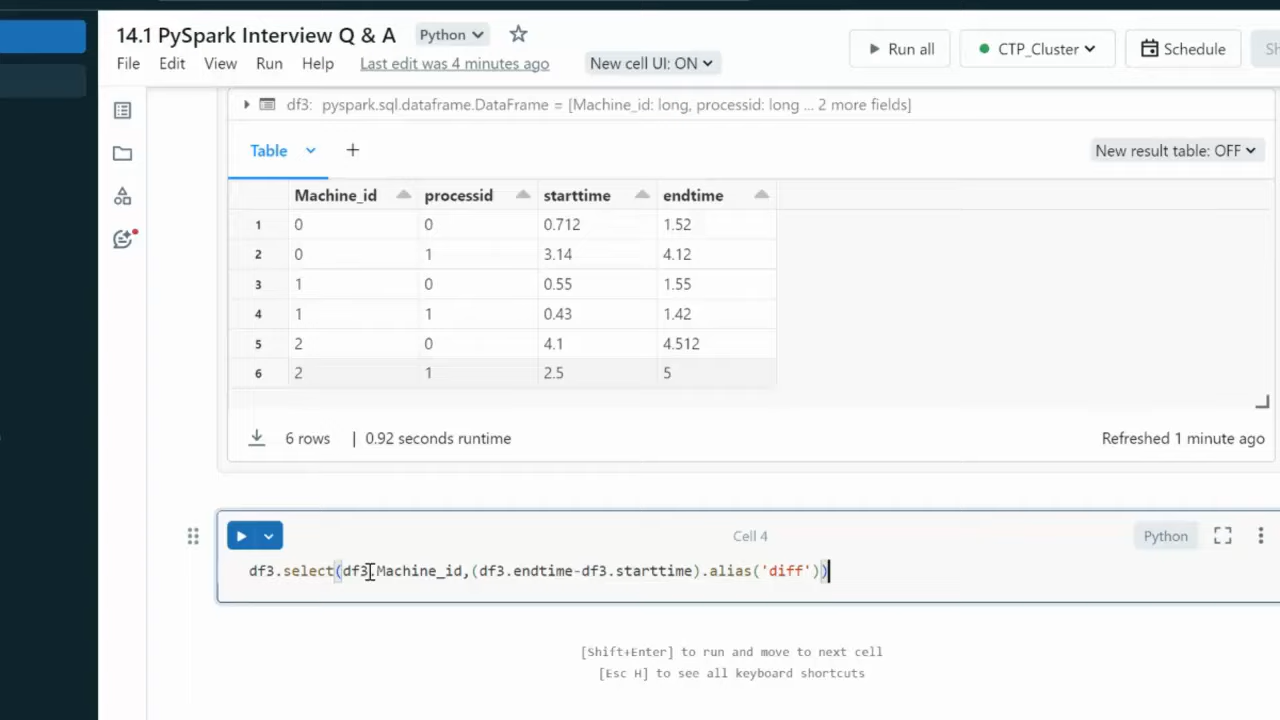 14.1 PySpark Interview Q & A Python
Run all CTP_Cluster Schedule
File Edit View Run Help Last edit was 4 minutes ago New cell UI: ON
df3: pyspark.sql.dataframe.DataFrame = [Machine_id: long, processid: long ... 2 more fields]
Table + New result table: OFF
Machine_id processid starttime endtime
1 0 0 0.712 1.52
2 0 1 3.14 4.12
3 1 0 0.55 1.55
4 1 1 0.43 1.42
5 2 0 4.1 4.512
6 2 1 2.5 5
6 rows | 0.92 seconds runtime Refreshed 1 minute ago
Cell 4 Python
df3.select(df3.Machine_id,(df3.endtime-df3.starttime).alias('diff'))
[Shift+Enter] to run and move to next cell
[Esc H] to see all keyboard shortcuts